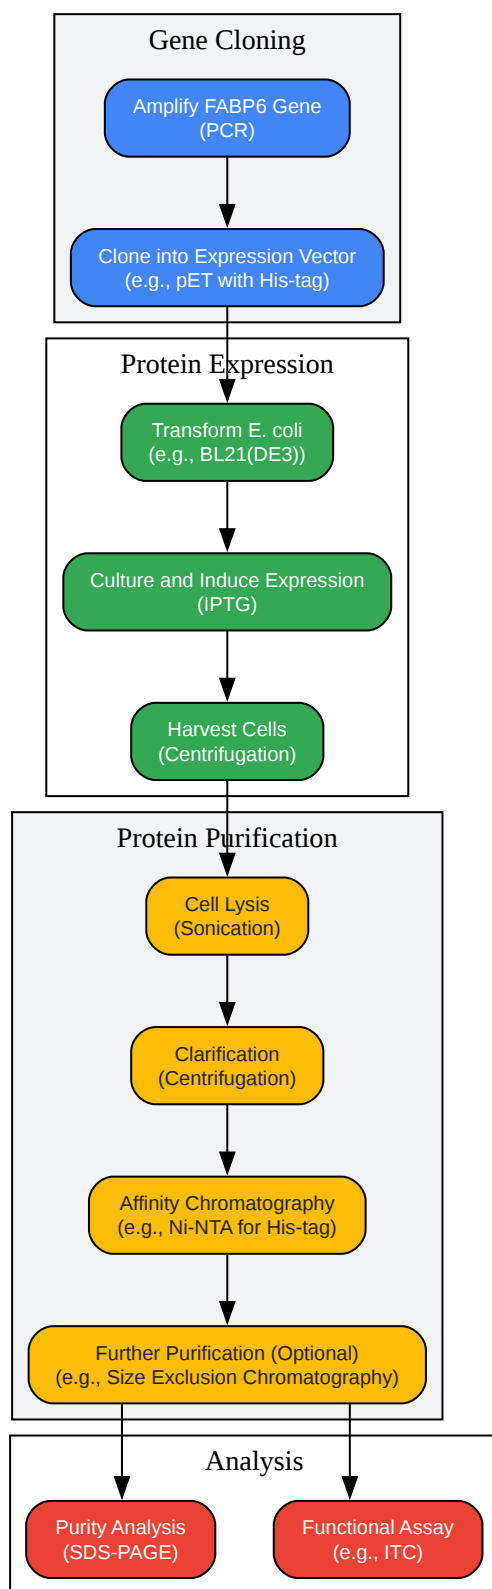 Gene Cloning
Amplify FABP6 Gene
(PCR)
Clone into Expression Vector
(e.g., pET with His-tag)
Protein Expression
Transform E. coli
(e.g., BL21(DE3))
Culture and Induce Expression
(IPTG)
Harvest Cells
(Centrifugation)
Protein Purification
Cell Lysis
(Sonication)
Clarification
(Centrifugation)
Affinity Chromatography
(e.g., Ni-NTA for His-tag)
Further Purification (Optional)
(e.g., Size Exclusion Chromatography)
Analysis
Purity Analysis
(SDS-PAGE)
Functional Assay
(e.g., ITC)